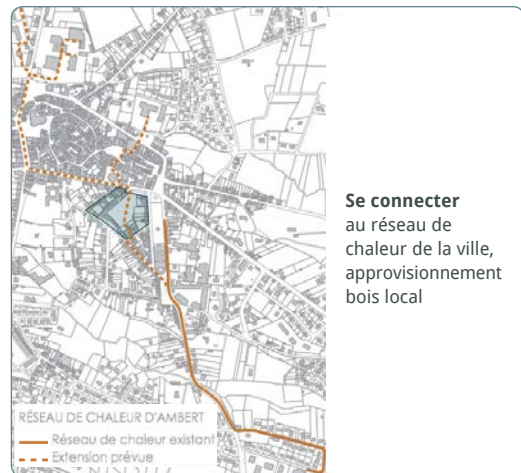 Se connecter
au réseau de
chaleur de la ville,
approvisionnement
bois local
RÉSEAU DE CHALEUR D'AMBERT
Réseau de chaleur existant
Extension prévue